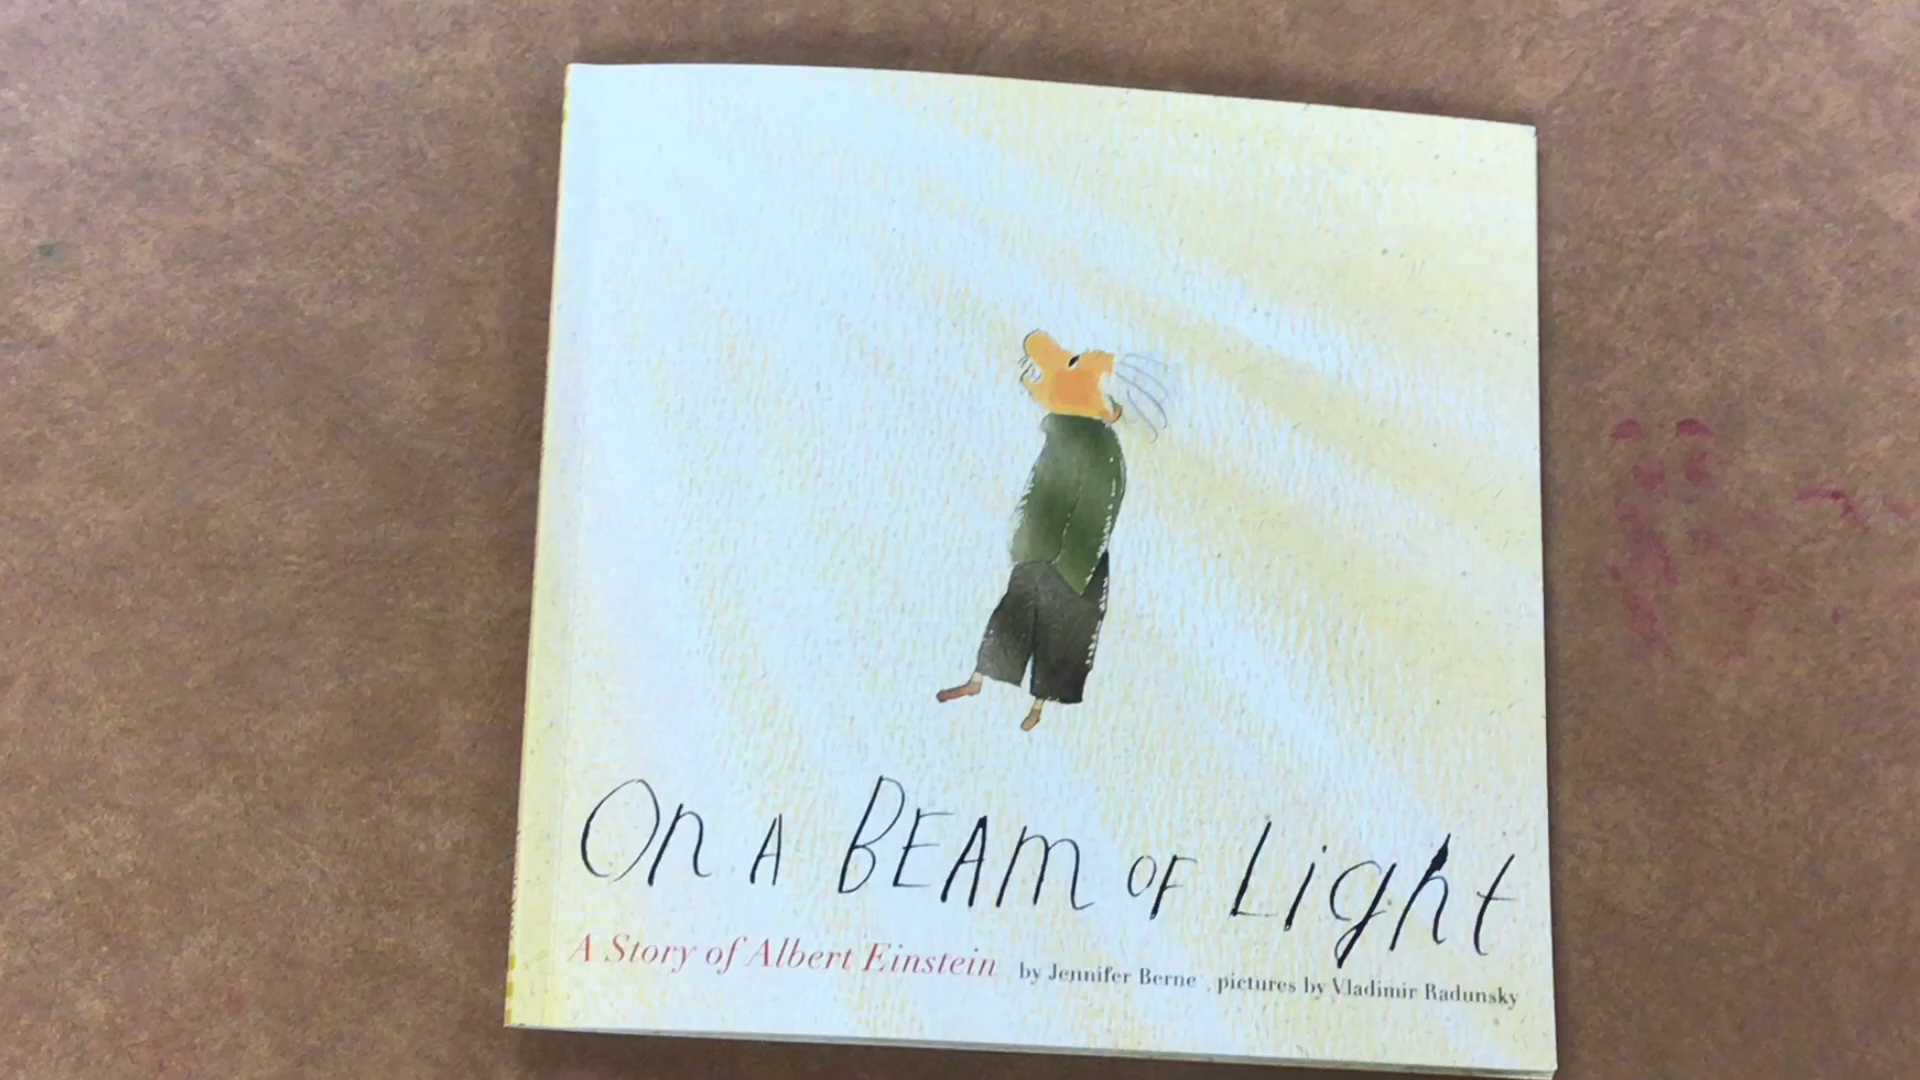 On A BEAM OF Light
A Story of Albert Einstein by Jennifer Berne pictures by Vladimir Radunsky